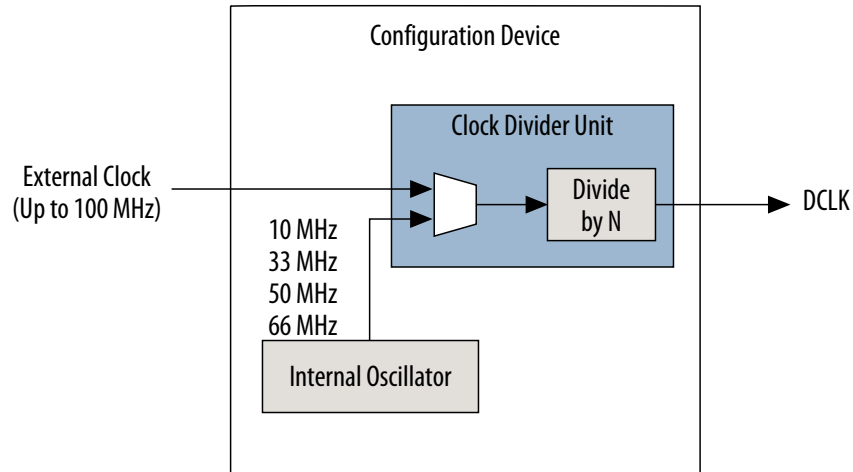 Configuration Device
Clock Divider Unit
External Clock
(Up to 100 MHz)
Divide
by N
DCLK
10 MHz
33 MHz
50 MHz
66 MHz
Internal Oscillator